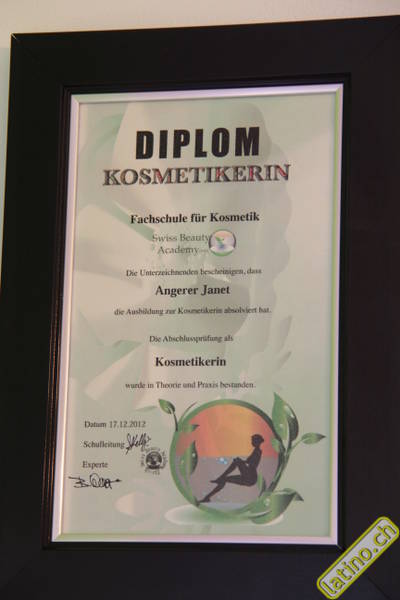 DIPLOM
KOSMETIKERIN
Fachschule für Kosmetik
Swiss Beauty
Academy
Die Unterzeichnenden bescheinigen, dass
Angerer Janet
die Ausbildung zur Kosmetikerin absolviert hat.
Die Abschlussprüfung als
Kosmetikerin
wurde in Theorie und Praxis bestanden.
Datum 17.12.2012
Schulleitung
Experte
latino.ch